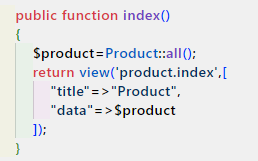 public function index()
{
$product=Product::all();
return view('product.index',[
"title"=>"Product",
"data"=>$product
]);
}